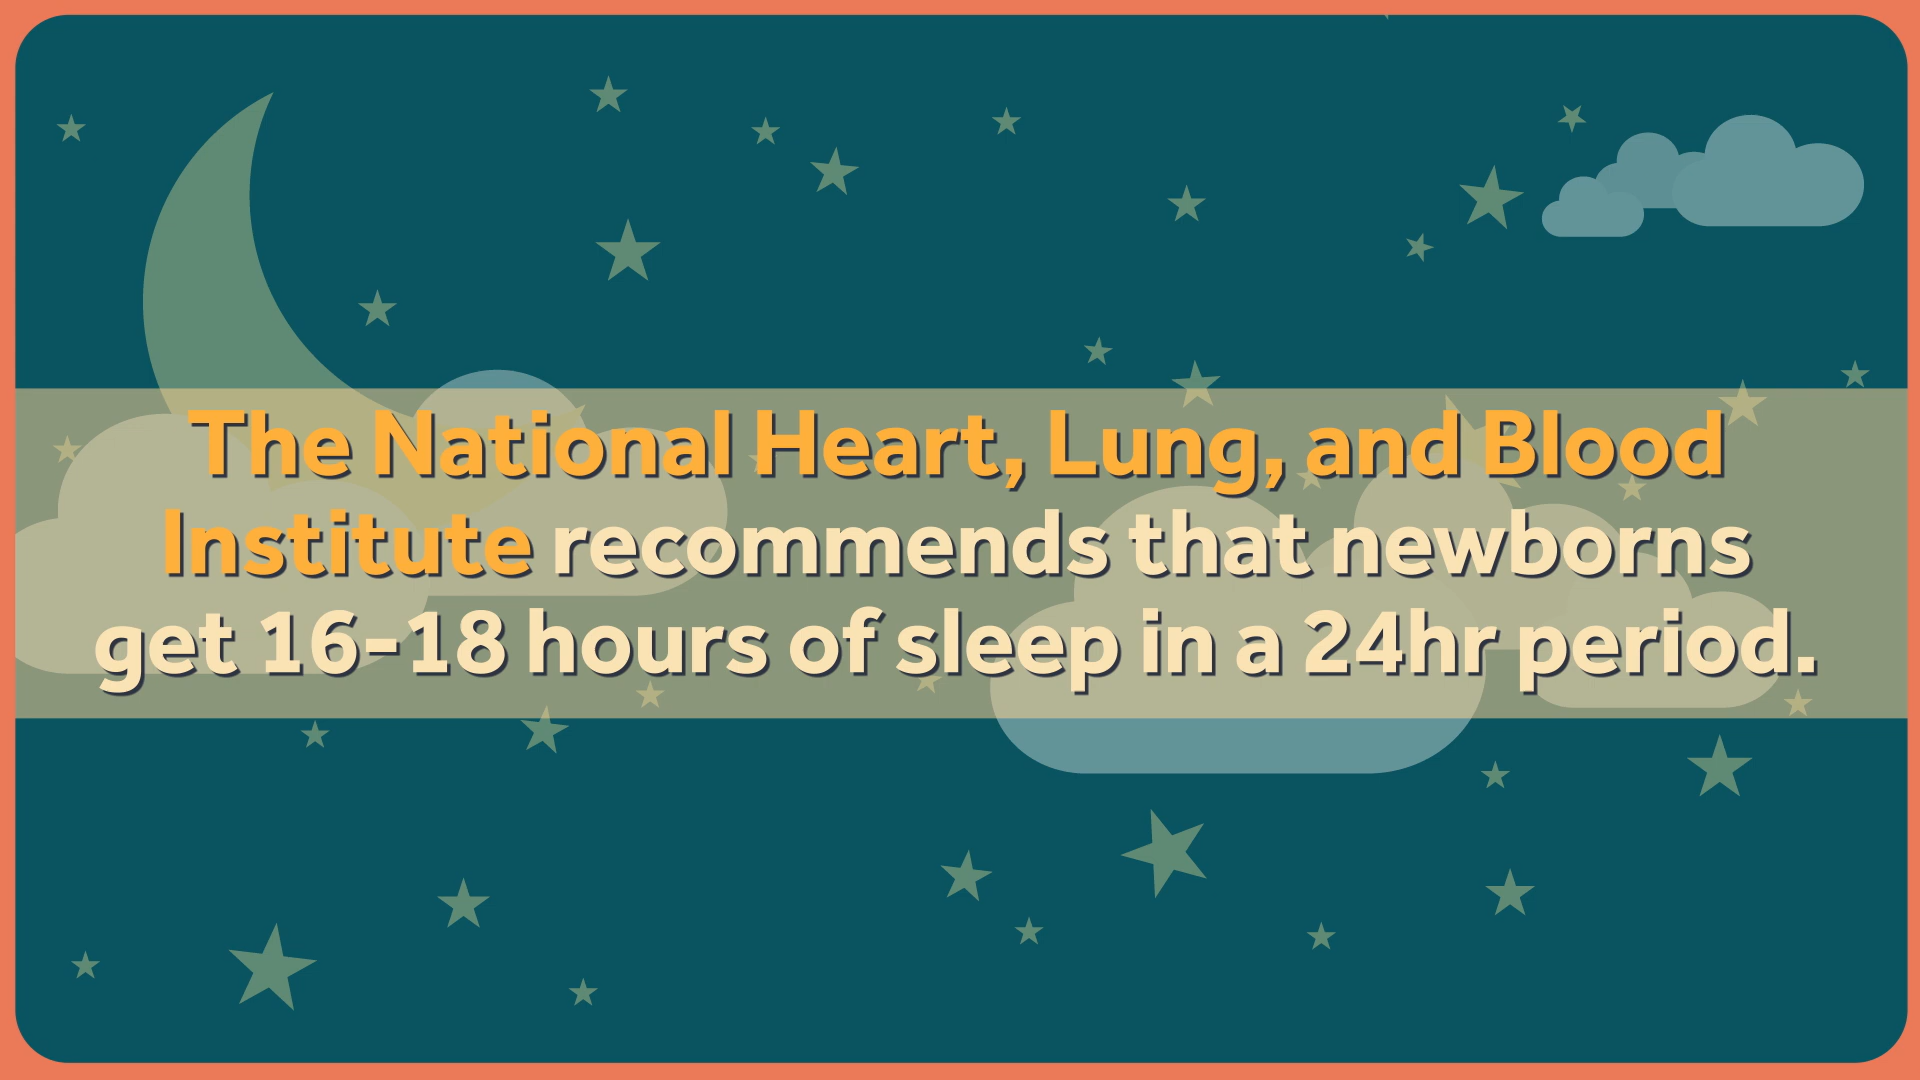 The National Heart, Lung, and Blood
Institute recommends that newborns
get 16-18 hours of sleep in a 24hr period.